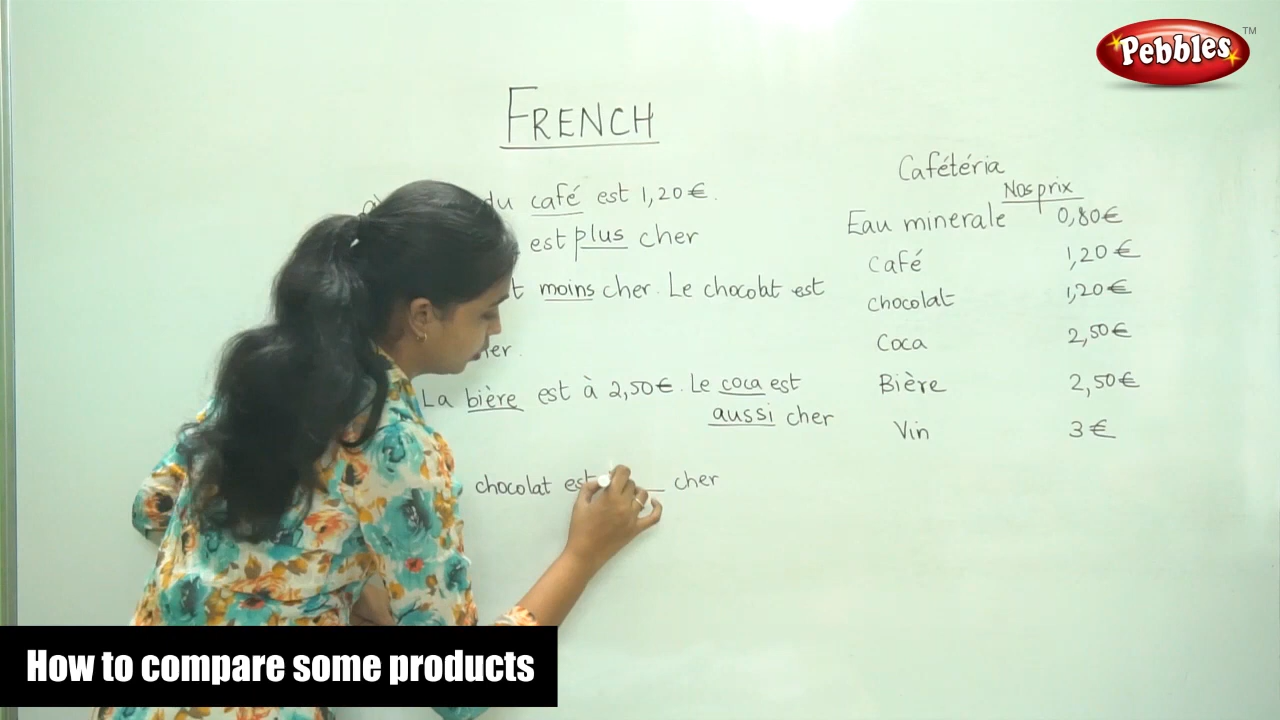 Pebbles TM
FRENCH
du café est 1,20€.
est plus cher
moins cher. Le chocolat est
La bière est à 2,50€. Le coca est
aussi cher
chocolat est cher
Cafétéria
Nos prix
Eau minerale 0,80€
Café 1,20€
chocolat 1,20€
Coca 2,50€
Bière 2,50€
Vin 3€
How to compare some products